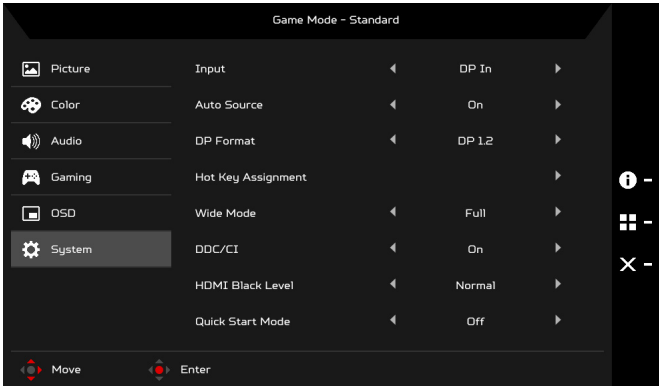 Game Mode - Standard
Picture
Input DP In
Color
Auto Source On
Audio
DP Format DP 1.2
Gaming
Hot Key Assignment
OSD
Wide Mode Full
System
DDC/CI On
HDMI Black Level Normal
Quick Start Mode Off
Move Enter